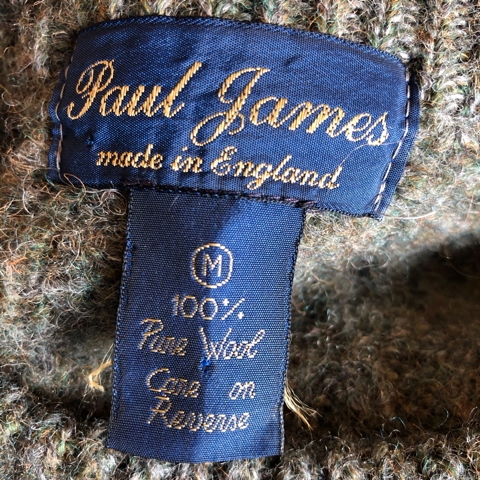 Paul James
made in England
M
100%
Pure Wool
Care on
Reverse